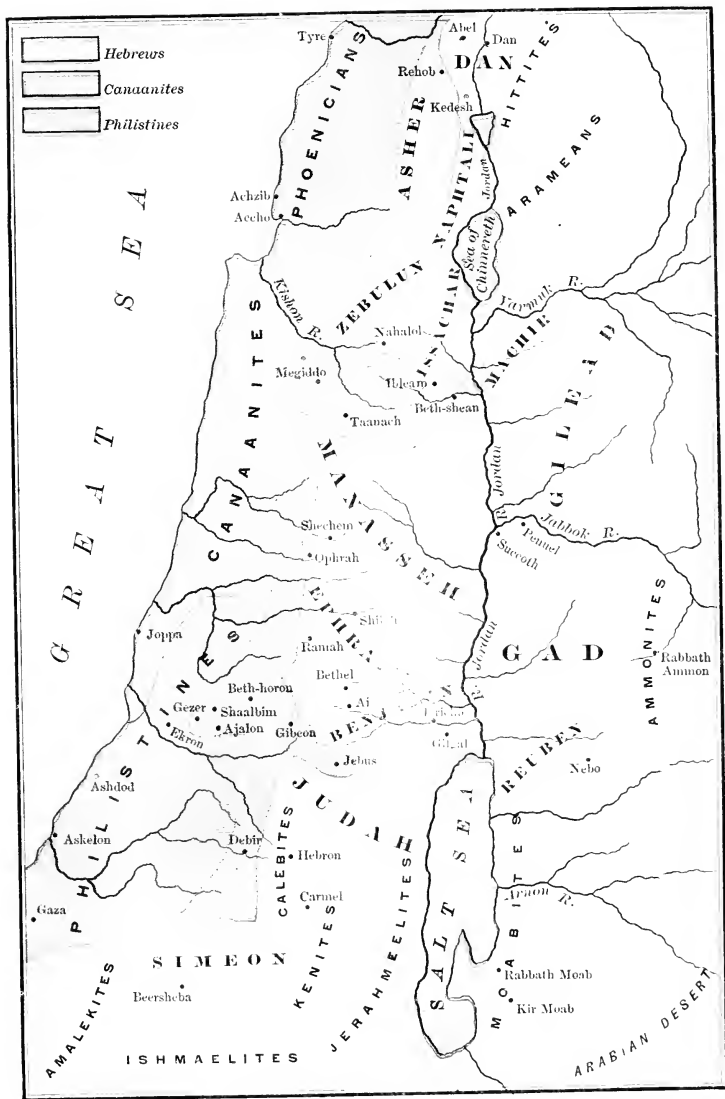 Hebrews
Canaanites
Philistines
Tyre
Abel
Dan
DAN
Rehob
Kedesh
HITTITES
PHOENICIANS
ASHER
NAPHTALI
Jordan
ARAMEANS
Achzib
Accho
Sea of
Chinnereth
GREAT SEA
Kishon R.
ZEBULUN
ISSACHAR
Yarmuk R.
MACHIR
GILEAD
Nahalol
Megiddo
Ibleam
Beth-shean
Taanach
CANAANITES
MANASSEH
R. Jordan
Jabbok R.
Shechem
Ophrah
Penuel
Succoth
Joppa
Ramah
R. Jordan
GAD
AMMONITES
Rabbath
Ammon
Bethel
Beth-horon
Ai
Gezer
Shaalbim
Ajalon
Ekron
Gibeon
PHILISTINES
Jebus
JUDAH
REUBEN
Nebo
Ashdod
Askelon
Debir
Hebron
CALEBITES
Carmel
Gaza
SALT SEA
MOABITES
SIMEON
Beersheba
KENITES
JERAHMEELITES
Rabbath Moab
Kir Moab
AMALEKITES
ISHMAELITES
ARABIAN DESERT